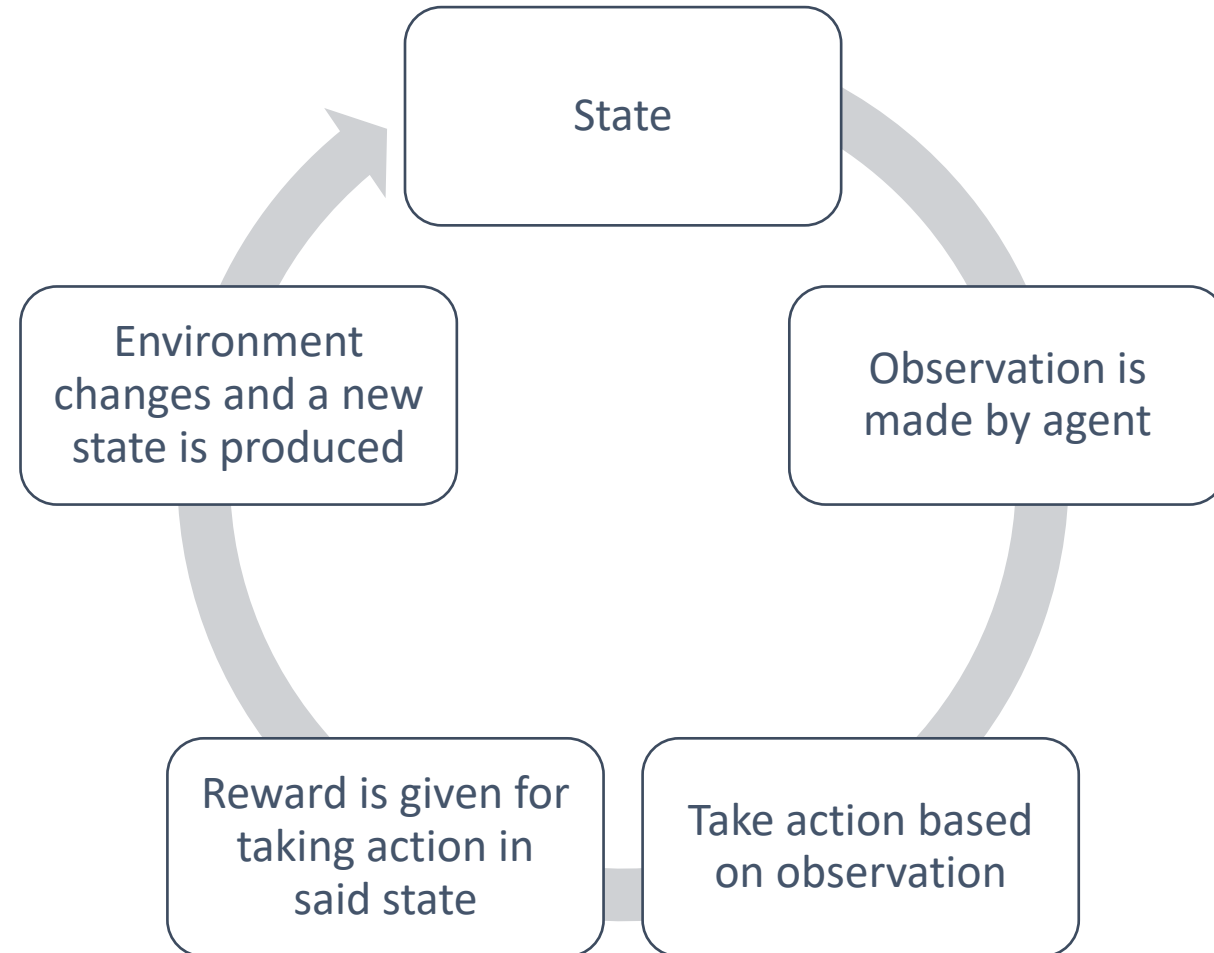 State
Observation is
made by agent
Take action based
on observation
Reward is given for
taking action in
said state
Environment
changes and a new
state is produced